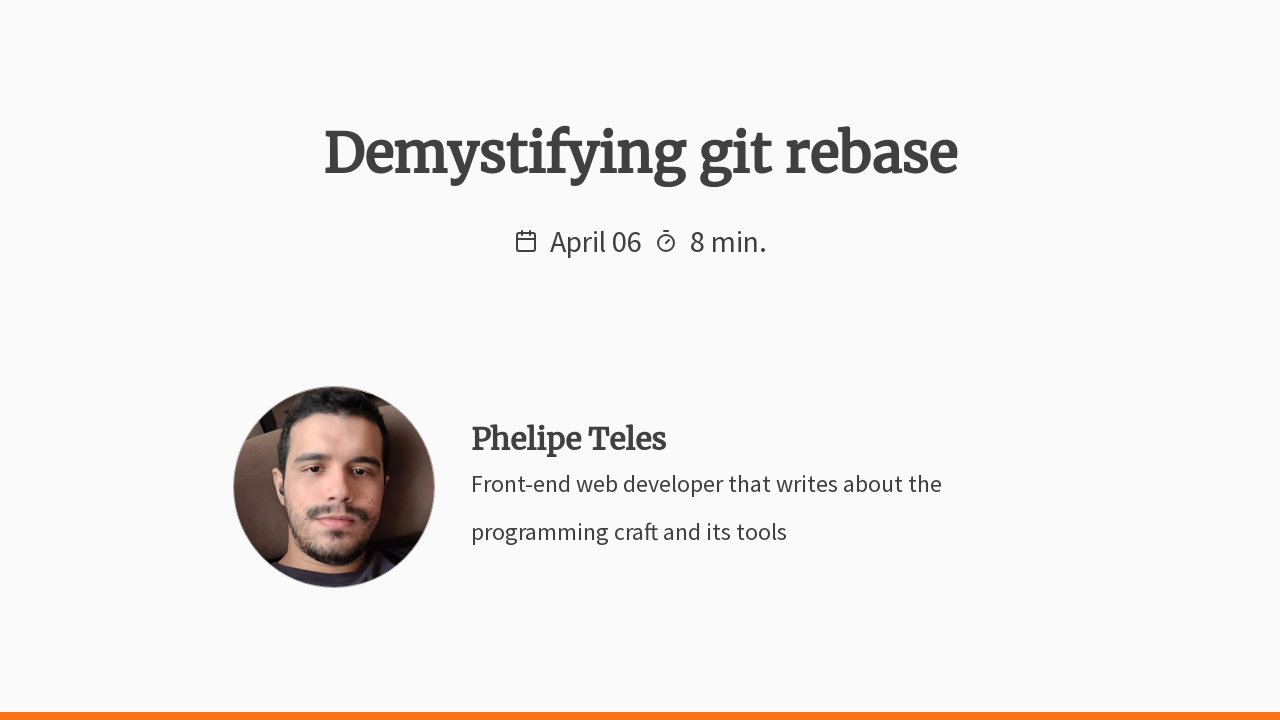 Demystifying git rebase
April 06 8 min.
Phelipe Teles
Front-end web developer that writes about the
programming craft and its tools